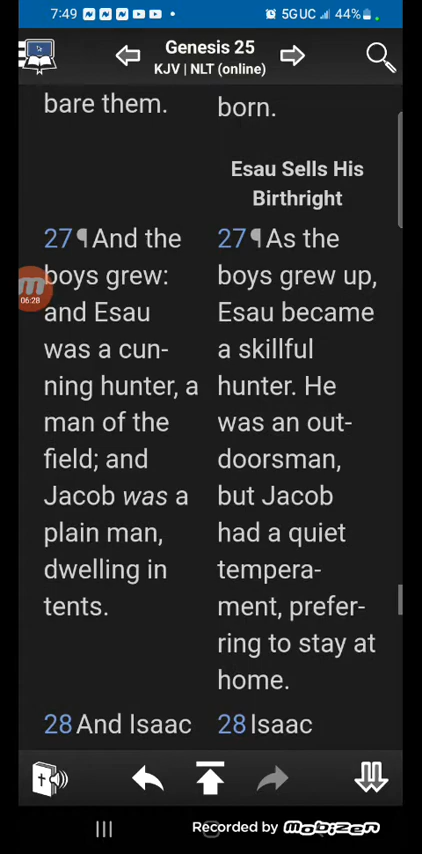 7:49
5GUC
44%
Genesis 25
KJV | NLT (online)
bare them.
27 ¶ And the
boys grew:
and Esau
was a cun-
ning hunter, a
man of the
field; and
Jacob was a
plain man,
dwelling in
tents.
28 And Isaac
born.
Esau Sells His
Birthright
27 ¶ As the
boys grew up,
Esau became
a skillful
hunter. He
was an out-
doorsman,
but Jacob
had a quiet
tempera-
ment, prefer-
ring to stay at
home.
28 Isaac
06:28
Recorded by Mobizen